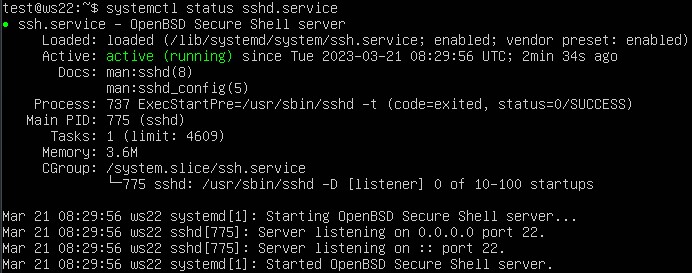 test@ws22:~$ systemctl status sshd.service
● ssh.service - OpenBSD Secure Shell server
Loaded: loaded (/lib/systemd/system/ssh.service; enabled; vendor preset: enabled)
Active: active (running) since Tue 2023-03-21 08:29:56 UTC; 2min 34s ago
Docs: man:sshd(8)
man:sshd_config(5)
Process: 737 ExecStartPre=/usr/sbin/sshd -t (code=exited, status=0/SUCCESS)
Main PID: 775 (sshd)
Tasks: 1 (limit: 4609)
Memory: 3.6M
CGroup: /system.slice/ssh.service
└─775 sshd: /usr/sbin/sshd -D [listener] 0 of 10-100 startups

Mar 21 08:29:56 ws22 systemd[1]: Starting OpenBSD Secure Shell server...
Mar 21 08:29:56 ws22 sshd[775]: Server listening on 0.0.0.0 port 22.
Mar 21 08:29:56 ws22 sshd[775]: Server listening on :: port 22.
Mar 21 08:29:56 ws22 systemd[1]: Started OpenBSD Secure Shell server.